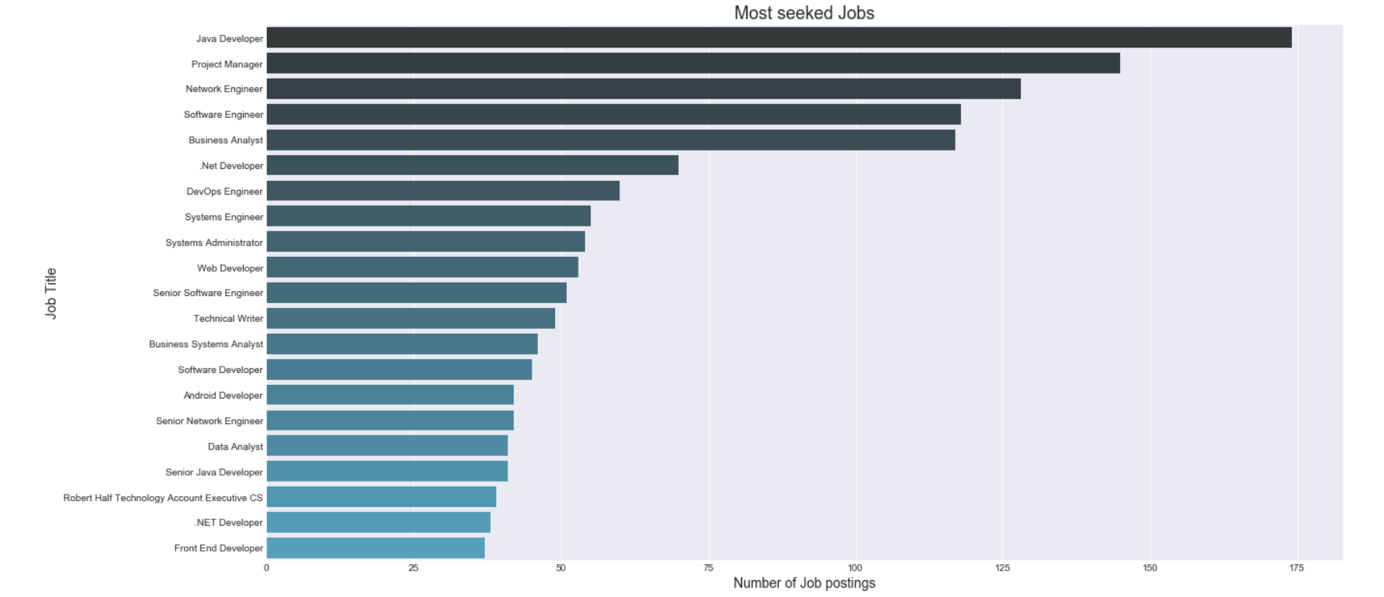 Most seeked Jobs
Job Title
Java Developer
Project Manager
Network Engineer
Software Engineer
Business Analyst
.Net Developer
DevOps Engineer
Systems Engineer
Systems Administrator
Web Developer
Senior Software Engineer
Technical Writer
Business Systems Analyst
Software Developer
Android Developer
Senior Network Engineer
Data Analyst
Senior Java Developer
Robert Half Technology Account Executive CS
.NET Developer
Front End Developer
0 25 50 75 100 125 150 175
Number of Job postings